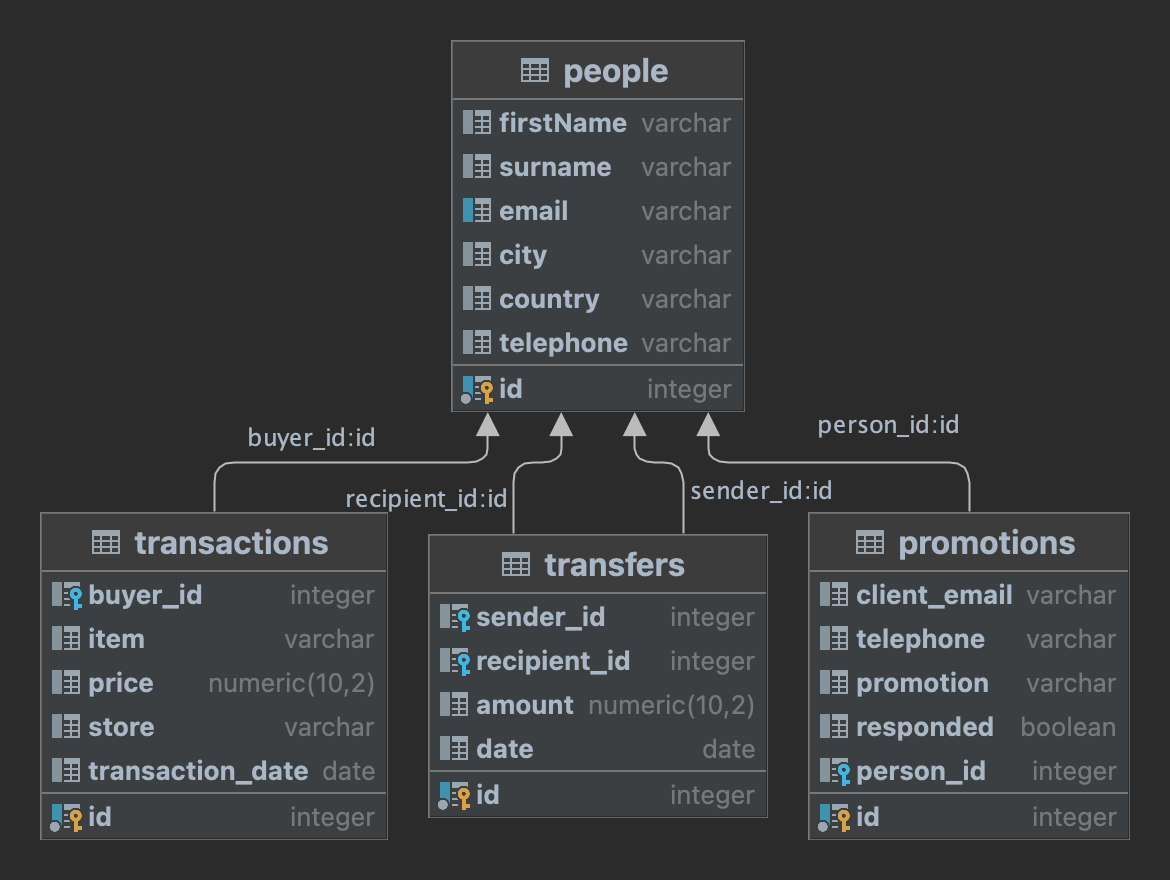 people
firstName varchar
surname varchar
email varchar
city varchar
country varchar
telephone varchar
id integer
buyer_id:id
recipient_id:id
sender_id:id
person_id:id
transactions
buyer_id integer
item varchar
price numeric(10,2)
store varchar
transaction_date date
id integer
transfers
sender_id integer
recipient_id integer
amount numeric(10,2)
date date
id integer
promotions
client_email varchar
telephone varchar
promotion varchar
responded boolean
person_id integer
id integer